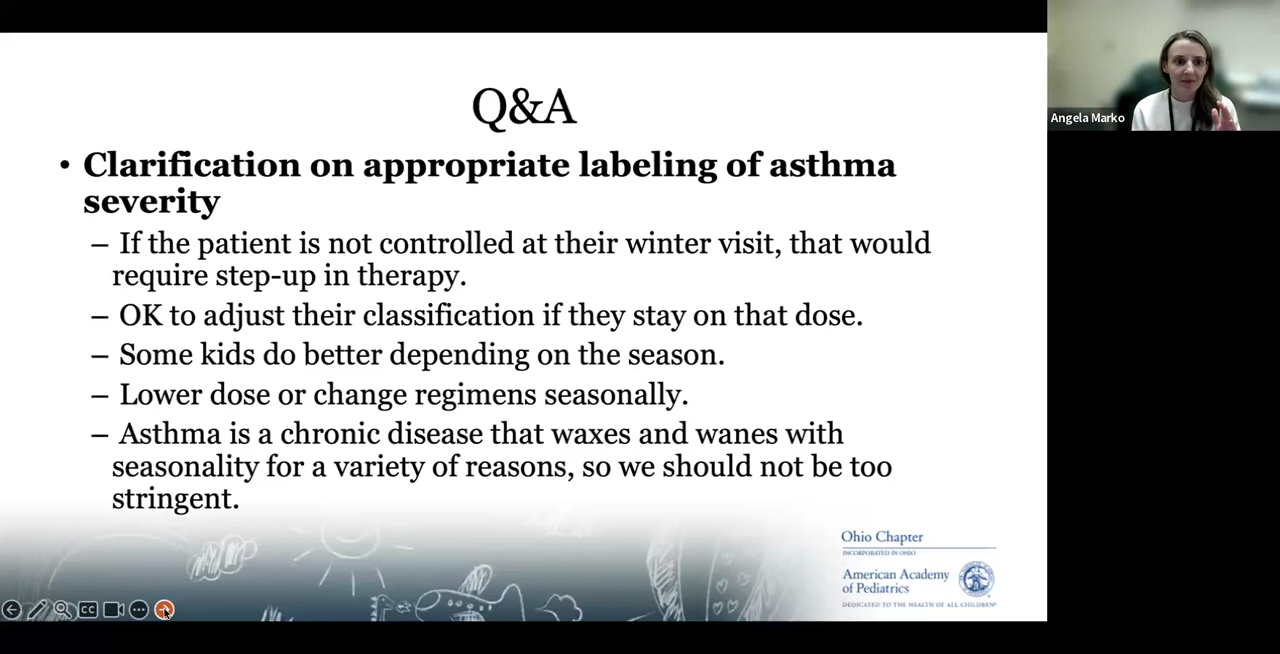 Q&A
• Clarification on appropriate labeling of asthma
severity
– If the patient is not controlled at their winter visit, that would
require step-up in therapy.
– OK to adjust their classification if they stay on that dose.
– Some kids do better depending on the season.
– Lower dose or change regimens seasonally.
– Asthma is a chronic disease that waxes and wanes with
seasonality for a variety of reasons, so we should not be too
stringent.
Angela Marko
Ohio Chapter
INCORPORATED IN OHIO
American Academy
of Pediatrics
DEDICATED TO THE HEALTH OF ALL CHILDREN®
CC